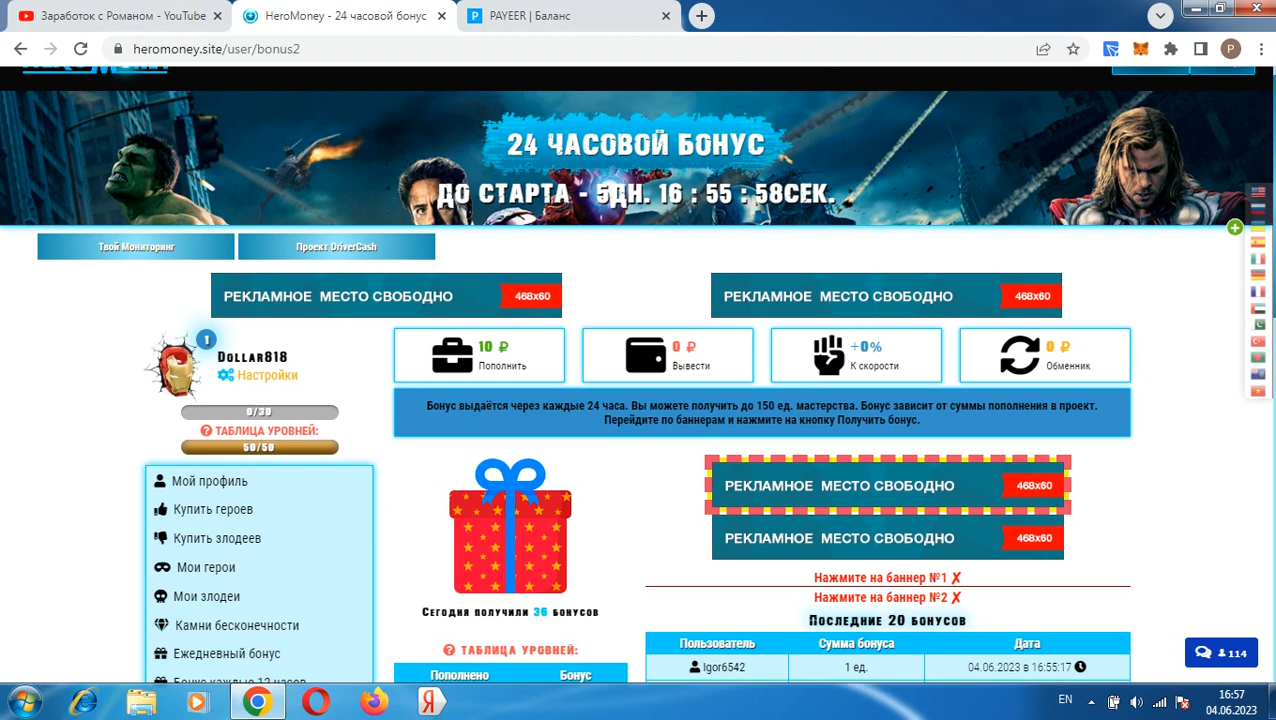 Заработок с Романом - YouTube
HeroMoney - 24 часовой бонус
PAYEER | Баланс
heromoney.site/user/bonus2
P
24 ЧАСОВОЙ БОНУС
ДО СТАРТА - 5ДН. 16 : 55 : 58СЕК.
Твой Мониторинг
Проект DriverCash
РЕКЛАМНОЕ МЕСТО СВОБОДНО 468x60
РЕКЛАМНОЕ МЕСТО СВОБОДНО 468x60
1
Dollar818
Настройки
0/30
ТАБЛИЦА УРОВНЕЙ:
50/50
10 ₽
Пополнить
0 ₽
Вывести
+0%
К скорости
0 ₽
Обменник
Бонус выдаётся через каждые 24 часа. Вы можете получить до 150 ед. мастерства. Бонус зависит от суммы пополнения в проект.
Перейдите по баннерам и нажмите на кнопку Получить бонус.
Мой профиль
Купить героев
Купить злодеев
Мои герои
Мои злодеи
Камни бесконечности
Ежедневный бонус
Бонус каждые 12 часов
Сегодня получили 36 бонусов
ТАБЛИЦА УРОВНЕЙ:
Пополнено Бонус
РЕКЛАМНОЕ МЕСТО СВОБОДНО 468x60
РЕКЛАМНОЕ МЕСТО СВОБОДНО 468x60
Нажмите на баннер №1 ✘
Нажмите на баннер №2 ✘
Последние 20 бонусов
Пользователь Сумма бонуса Дата
Igor6542 1 ед. 04.06.2023 в 16:55:17
114
EN
16:57
04.06.2023